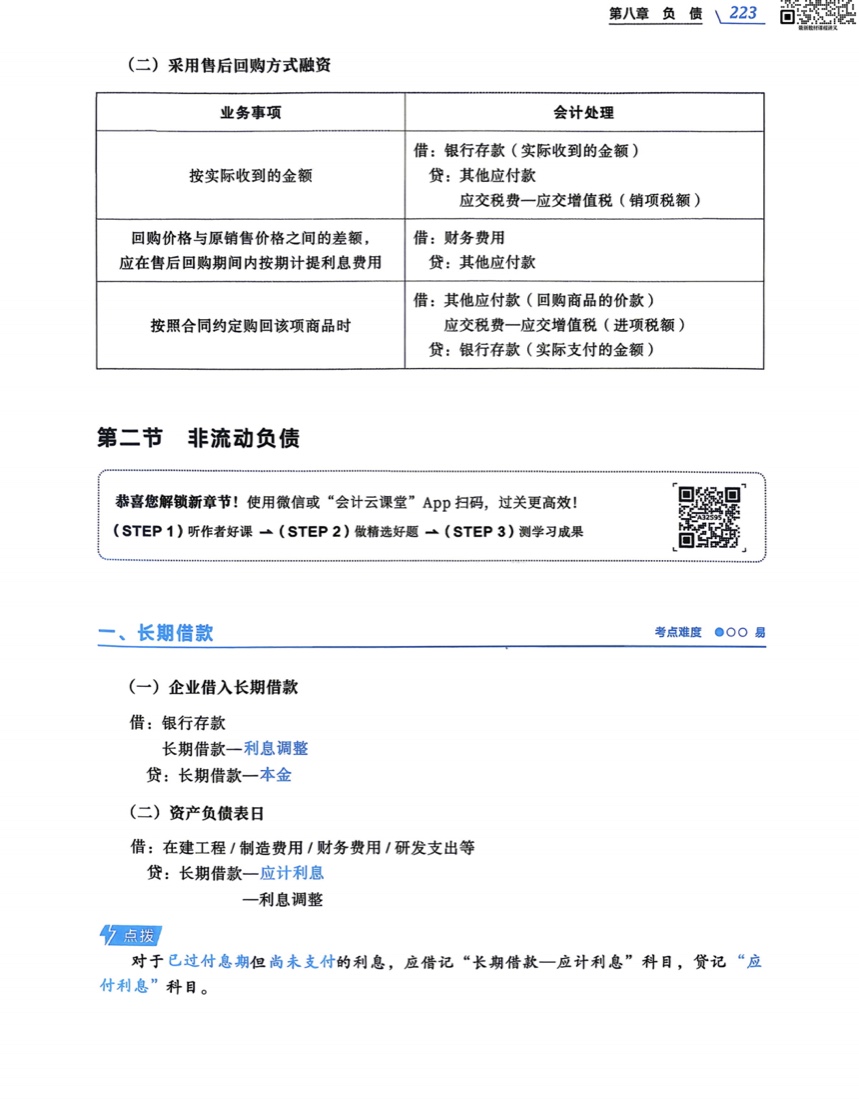 第八章 负 债 223
（二）采用售后回购方式融资
业务事项 会计处理
按实际收到的金额
借：银行存款（实际收到的金额）
贷：其他应付款
应交税费—应交增值税（销项税额）
回购价格与原销售价格之间的差额，
应在售后回购期间内按期计提利息费用
借：财务费用
贷：其他应付款
按照合同约定购回该项商品时
借：其他应付款（回购商品的价款）
应交税费—应交增值税（进项税额）
贷：银行存款（实际支付的金额）
第二节 非流动负债
恭喜您解锁新章节！使用微信或“会计云课堂”App 扫码，过关更高效！
（STEP 1）听作者好课 ⇀（STEP 2）做精选好题 ⇀（STEP 3）测学习成果
一、长期借款 考点难度 ●○○ 易
（一）企业借入长期借款
借：银行存款
长期借款—利息调整
贷：长期借款—本金
（二）资产负债表日
借：在建工程 / 制造费用 / 财务费用 / 研发支出等
贷：长期借款—应计利息
—利息调整
点拨
对于已过付息期但尚未支付的利息，应借记“长期借款—应计利息”科目，贷记“应
付利息”科目。